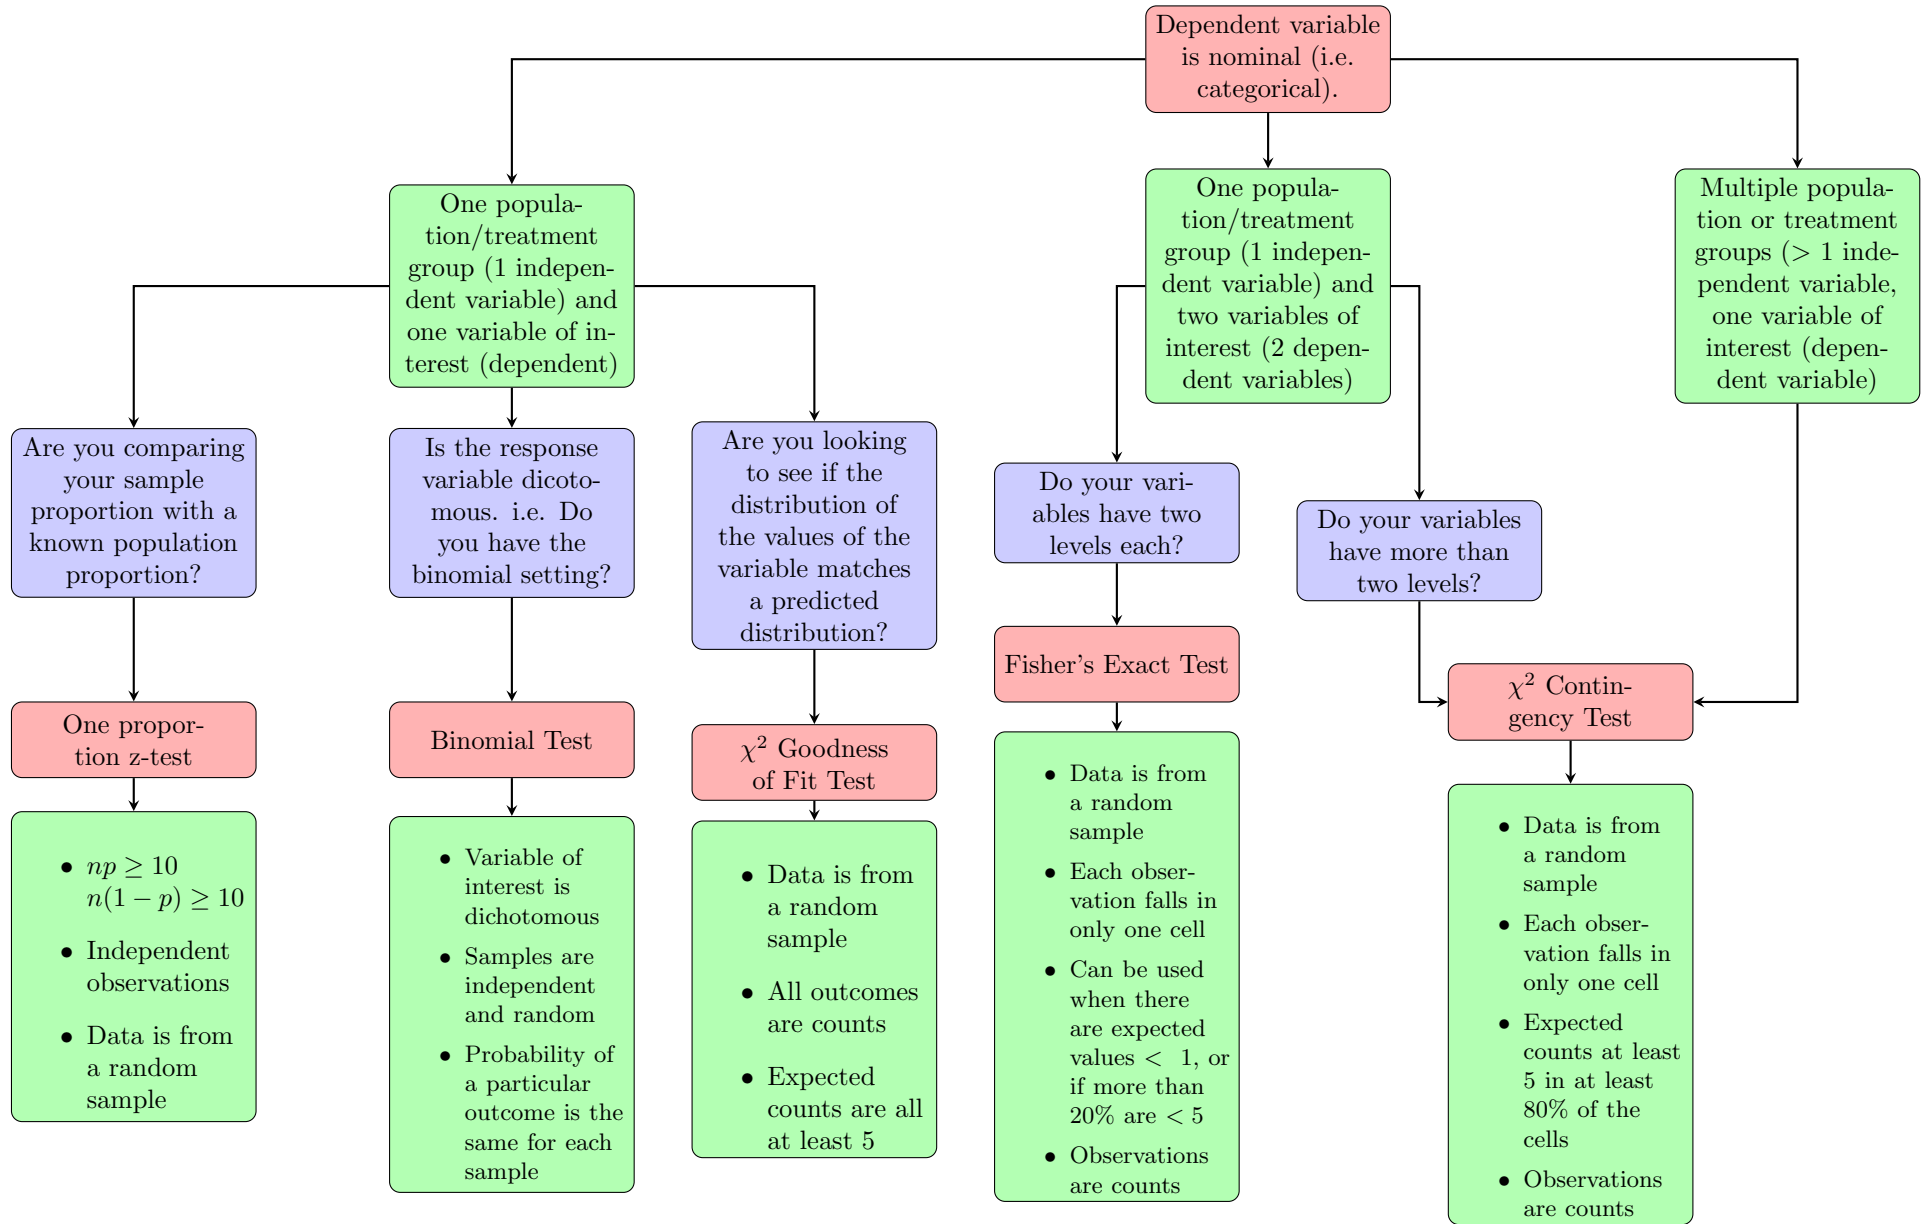 Dependent variable
is nominal (i.e.
categorical).
One popula-
tion/treatment
group (1 indepen-
dent variable) and
one variable of in-
terest (dependent)
One popula-
tion/treatment
group (1 indepen-
dent variable) and
two variables of
interest (2 depen-
dent variables)
Multiple popula-
tion or treatment
groups (> 1 inde-
pendent variable,
one variable of
interest (depen-
dent variable)
Are you comparing
your sample
proportion with a
known population
proportion?
Is the response
variable dicoto-
mous. i.e. Do
you have the
binomial setting?
Are you looking
to see if the
distribution of
the values of the
variable matches
a predicted
distribution?
Do your vari-
ables have two
levels each?
Do your variables
have more than
two levels?
One propor-
tion z-test
Binomial Test
χ² Goodness
of Fit Test
Fisher's Exact Test
χ² Contin-
gency Test
• np ≥ 10
n(1 − p) ≥ 10
• Independent
observations
• Data is from
a random
sample
• Variable of
interest is
dichotomous
• Samples are
independent
and random
• Probability of
a particular
outcome is the
same for each
sample
• Data is from
a random
sample
• All outcomes
are counts
• Expected
counts are all
at least 5
• Data is from
a random
sample
• Each obser-
vation falls in
only one cell
• Can be used
when there
are expected
values < 1, or
if more than
20% are < 5
• Observations
are counts
• Data is from
a random
sample
• Each obser-
vation falls in
only one cell
• Expected
counts at least
5 in at least
80% of the
cells
• Observations
are counts